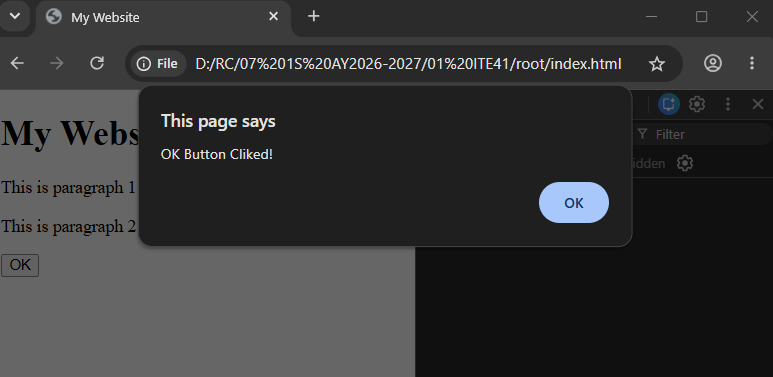 My Website
File D:/RC/07%201S%20AY2026-2027/01%20ITE41/root/index.html
This page says
OK Button Cliked!
OK
My Webs
This is paragraph 1
This is paragraph 2
OK
Filter
idden